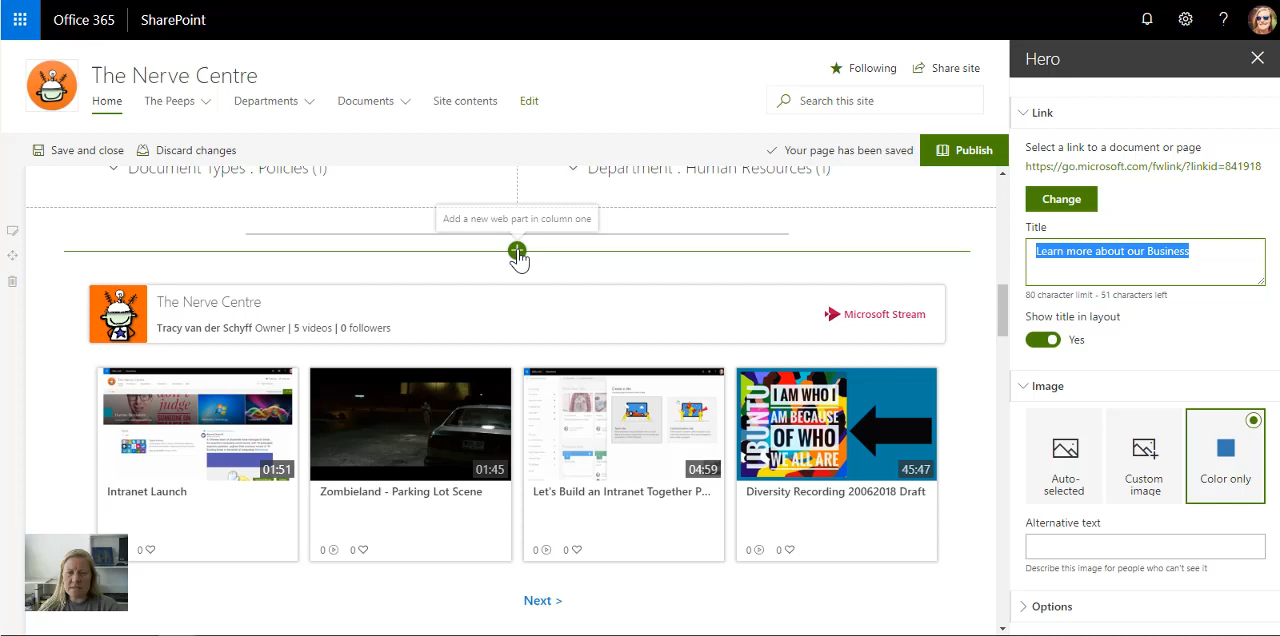 Office 365 SharePoint
The Nerve Centre
Following Share site
Home The Peeps Departments Documents Site contents Edit
Search this site
Save and close Discard changes Your page has been saved Publish
Document Types : Policies (1) Department : Human Resources (1)
Add a new web part in column one
The Nerve Centre
Tracy van der Schyff Owner | 5 videos | 0 followers
Microsoft Stream
I AM WHO I
AM BECAUSE
OF WHO
WE ALL ARE
UBUNTU
01:51 01:45 04:59 45:47
Intranet Launch Zombieland - Parking Lot Scene Let's Build an Intranet Together P... Diversity Recording 20062018 Draft
0 0 0 0 0 0 0
Next >
Hero
Link
Select a link to a document or page
https://go.microsoft.com/fwlink/?linkid=841918
Change
Title
Learn more about our Business
80 character limit - 51 characters left
Show title in layout
Yes
Image
Auto-
selected
Custom
image
Color only
Alternative text
Describe this image for people who can't see it
Options